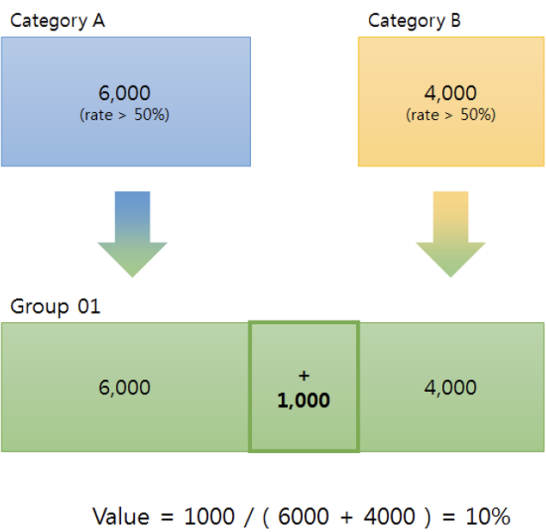 Category A
Category B
6,000
(rate > 50%)
4,000
(rate > 50%)
Group 01
6,000
+
1,000
4,000
Value = 1000 / ( 6000 + 4000 ) = 10%